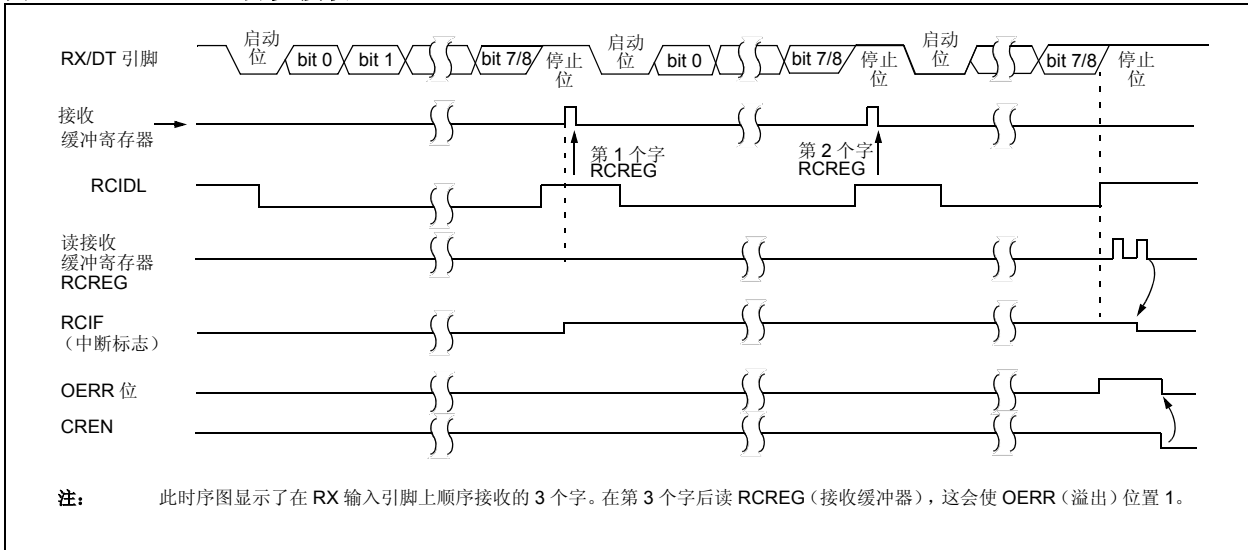 RX/DT 引脚
启动
位
bit 0
bit 1
bit 7/8
停止
位
启动
位
bit 0
bit 7/8
停止
位
启动
位
bit 7/8
停止
位
接收
缓冲寄存器
第 1 个字
RCREG
第 2 个字
RCREG
RCIDL
读接收
缓冲寄存器
RCREG
RCIF
（中断标志）
OERR 位
CREN
注： 此时序图显示了在 RX 输入引脚上顺序接收的 3 个字。在第 3 个字后读 RCREG（接收缓冲器），这会使 OERR（溢出）位置 1。